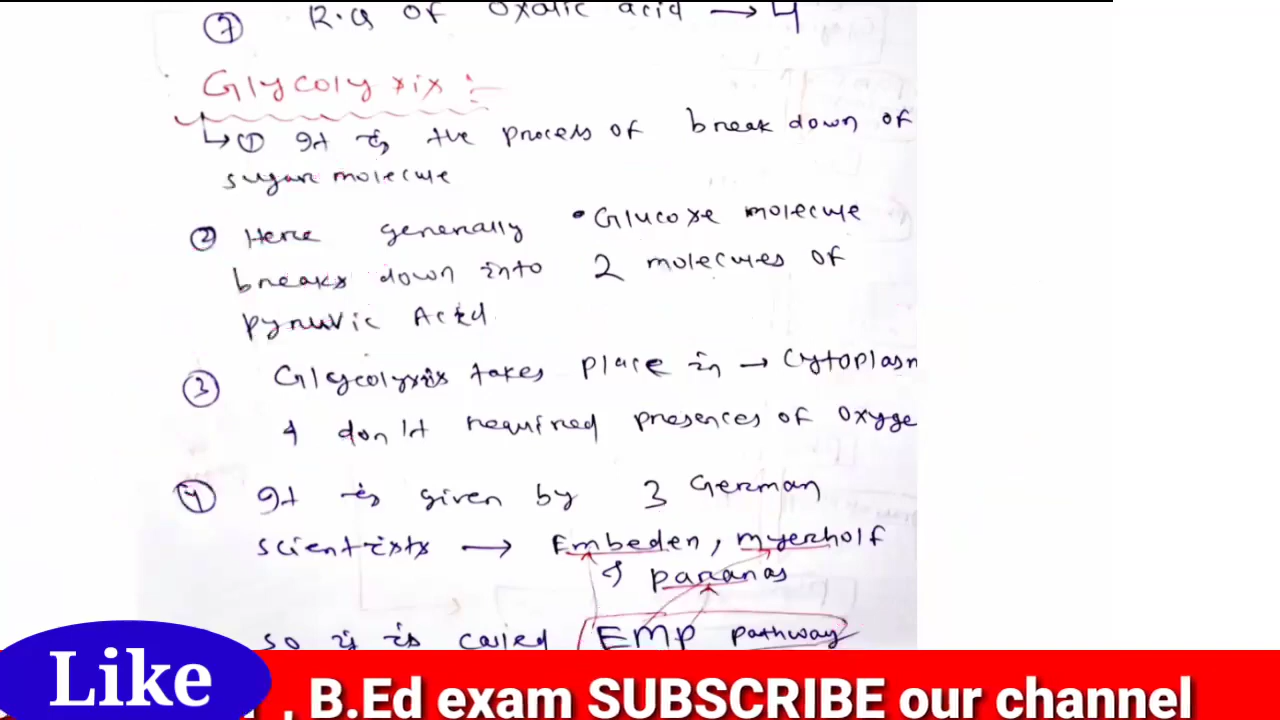 ⑦ R.Q of Oxalic acid → 4
Glycolysis :-
↳ ① It is the process of break down of
sugar molecule
② Here generally • Glucose molecule
breaks down into 2 molecules of
pyruvic Acid
③ Glycolysis takes place in → Cytoplasm
& don't required presences of oxyge
④ It is given by 3 German
scientists → Embeden, myerholf
& pananas
so it is called EMP pathway
Like , B.Ed exam SUBSCRIBE our channel